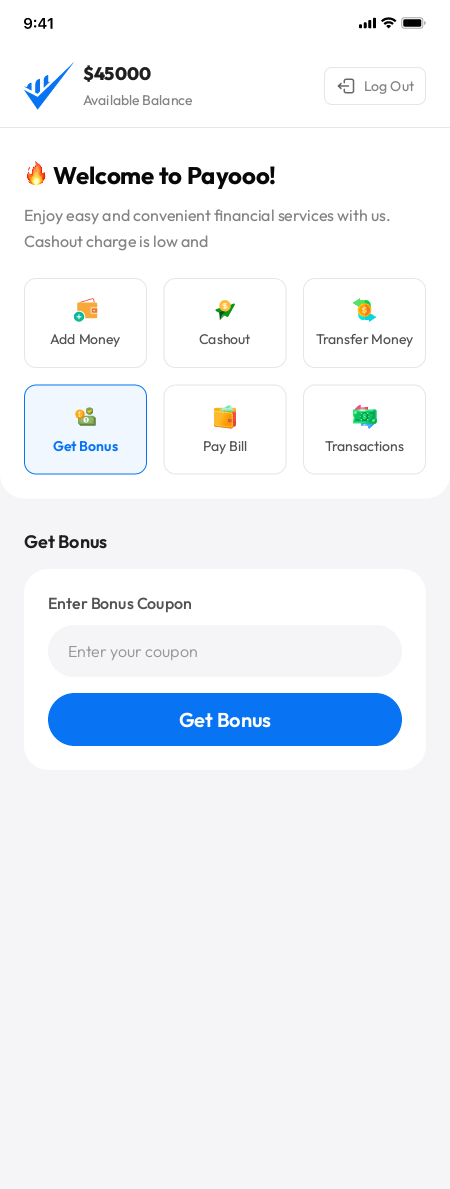 9:41
$45000
Available Balance
Log Out
Welcome to Payooo!
Enjoy easy and convenient financial services with us.
Cashout charge is low and
Add Money
Cashout
Transfer Money
Get Bonus
Pay Bill
Transactions
Get Bonus
Enter Bonus Coupon
Enter your coupon
Get Bonus